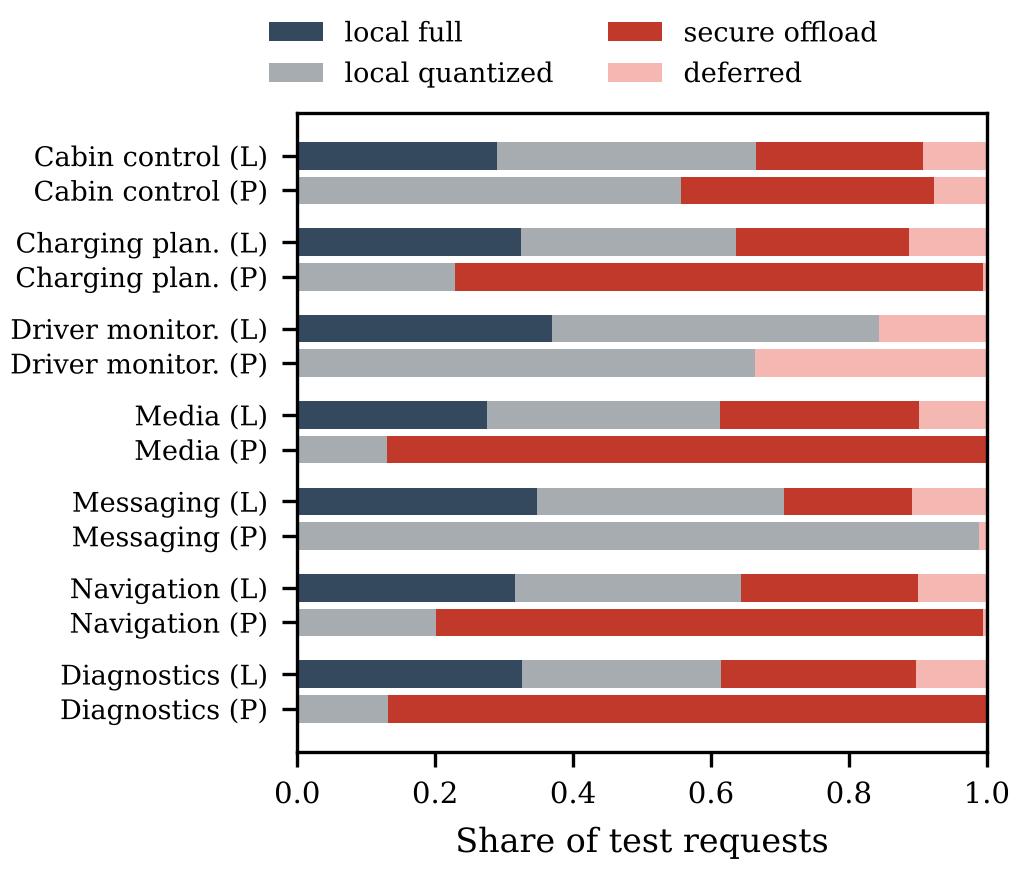 local full
secure offload
local quantized
deferred
Cabin control (L)
Cabin control (P)
Charging plan. (L)
Charging plan. (P)
Driver monitor. (L)
Driver monitor. (P)
Media (L)
Media (P)
Messaging (L)
Messaging (P)
Navigation (L)
Navigation (P)
Diagnostics (L)
Diagnostics (P)
0.0 0.2 0.4 0.6 0.8 1.0
Share of test requests